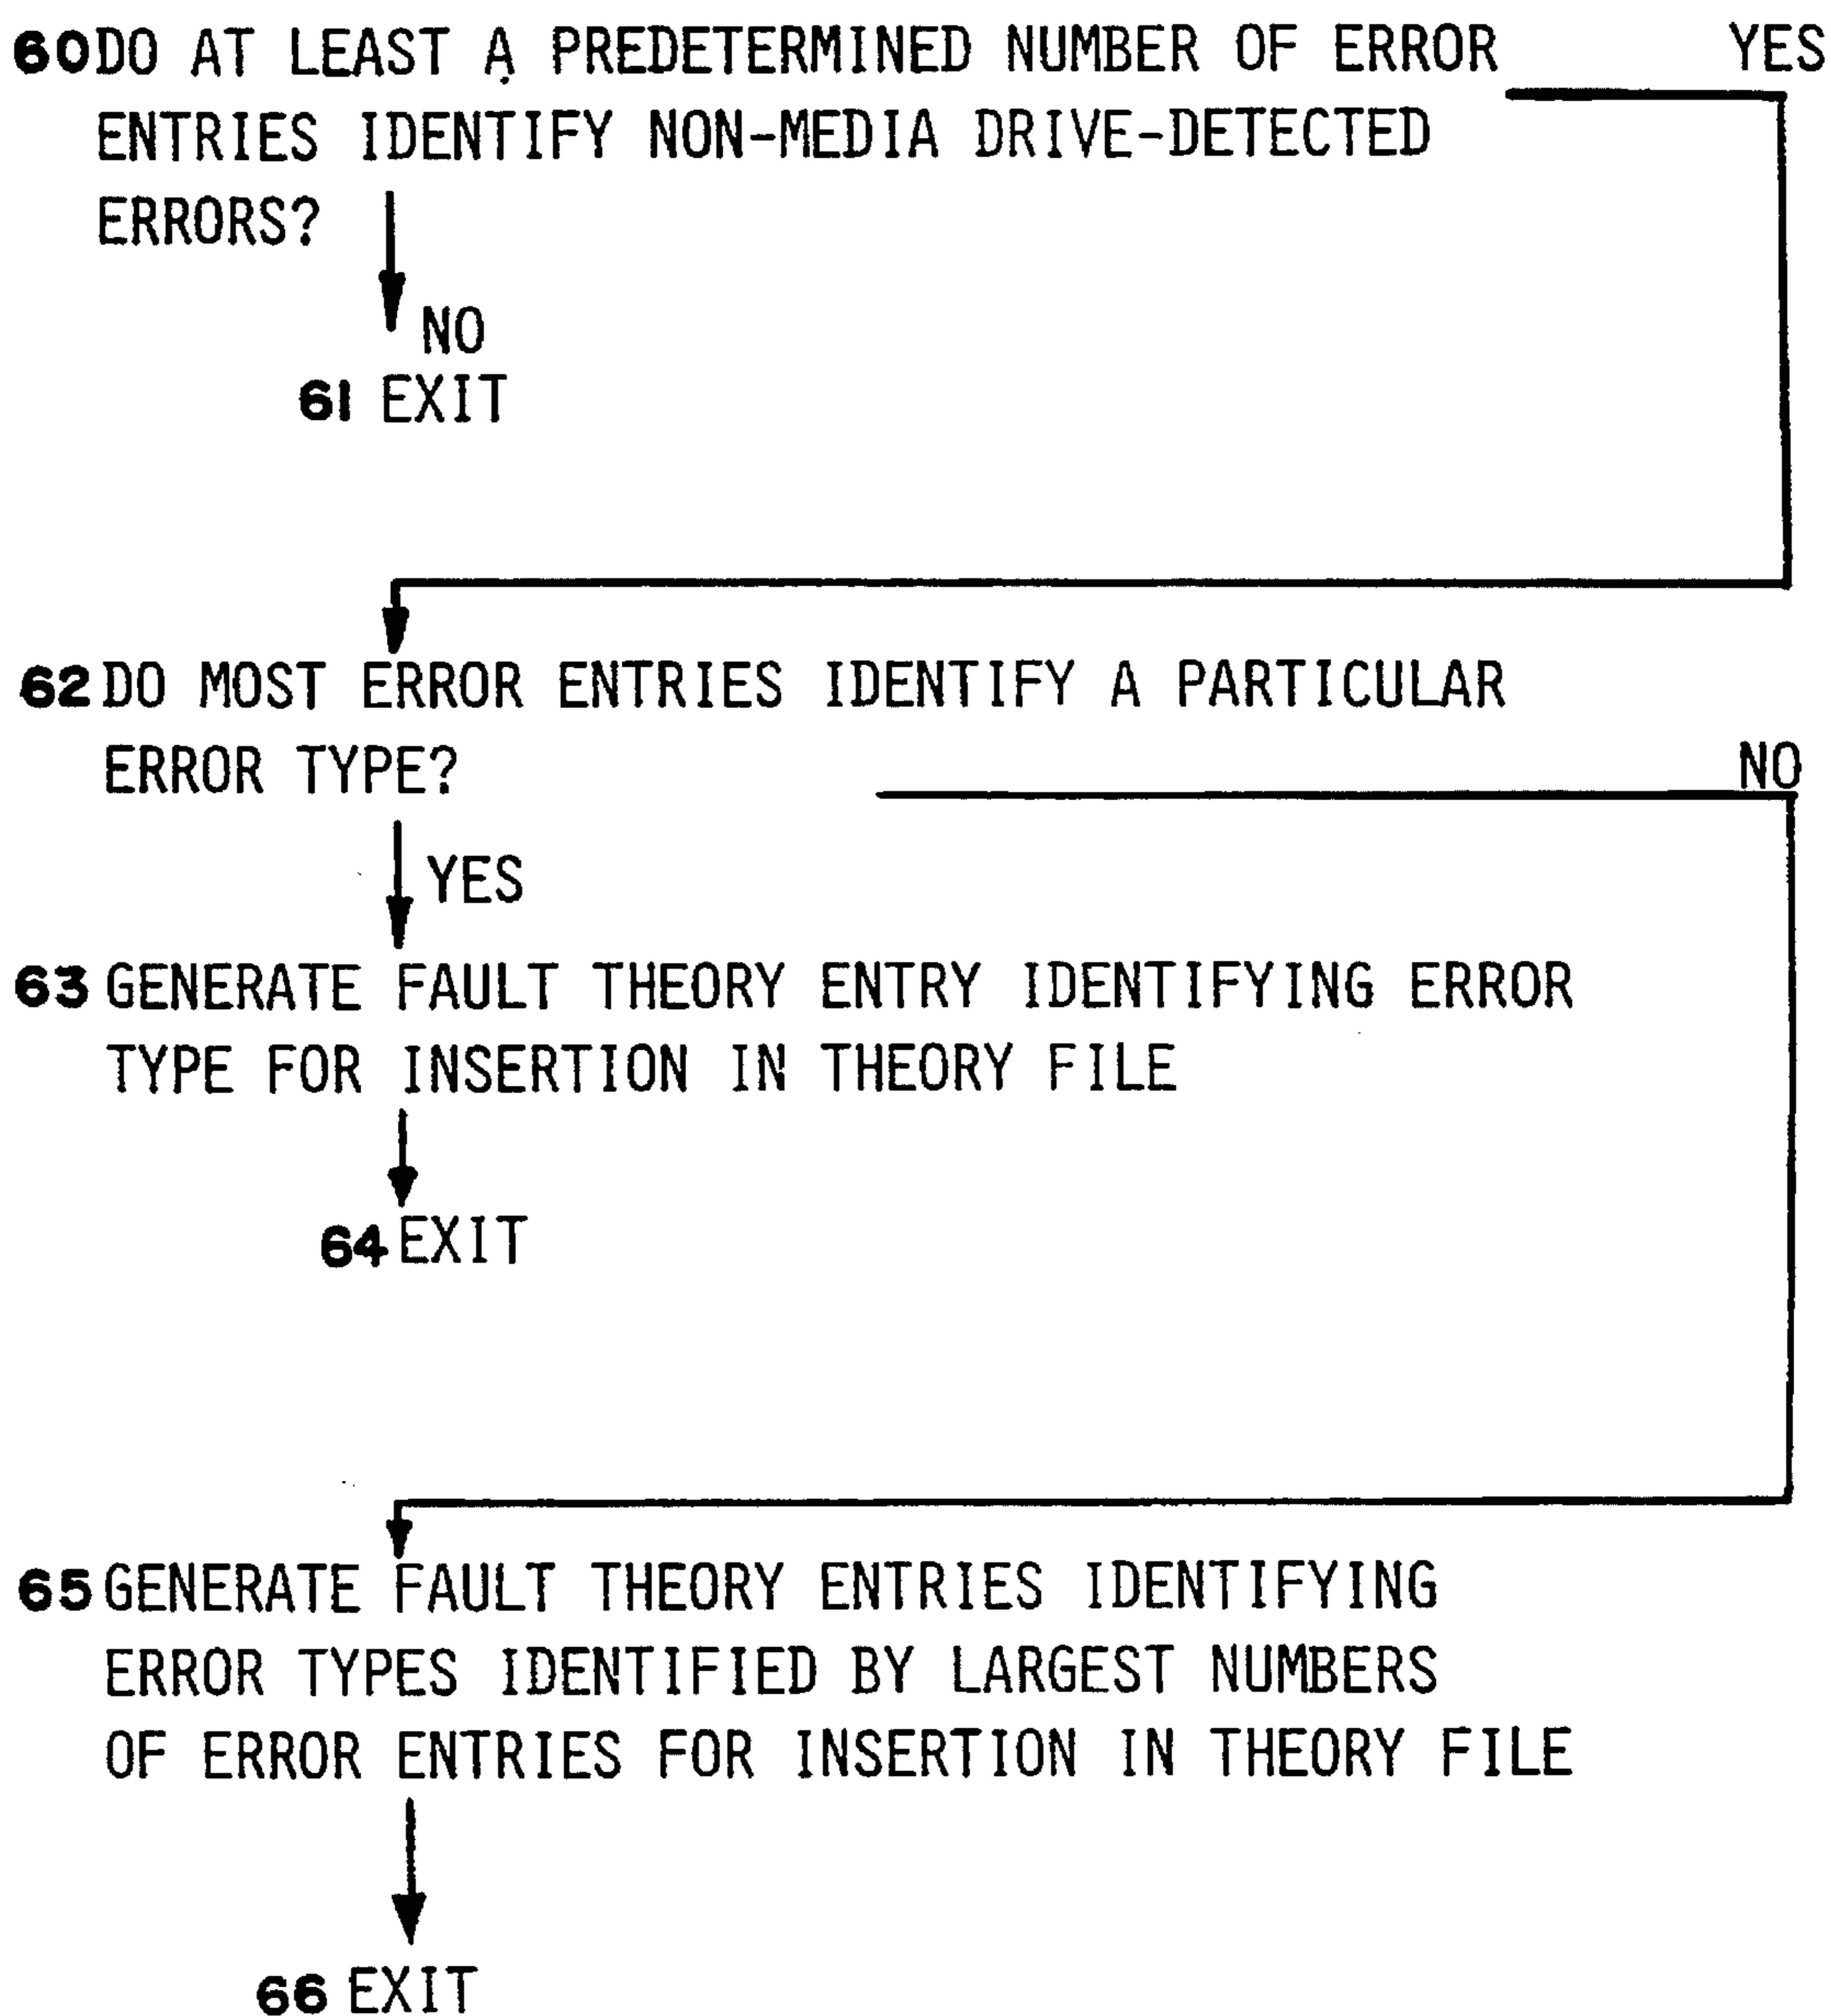 60 DO AT LEAST A PREDETERMINED NUMBER OF ERROR YES
ENTRIES IDENTIFY NON-MEDIA DRIVE-DETECTED
ERRORS?
NO
61 EXIT
62 DO MOST ERROR ENTRIES IDENTIFY A PARTICULAR
ERROR TYPE? NO
YES
63 GENERATE FAULT THEORY ENTRY IDENTIFYING ERROR
TYPE FOR INSERTION IN THEORY FILE
64 EXIT
65 GENERATE FAULT THEORY ENTRIES IDENTIFYING
ERROR TYPES IDENTIFIED BY LARGEST NUMBERS
OF ERROR ENTRIES FOR INSERTION IN THEORY FILE
66 EXIT